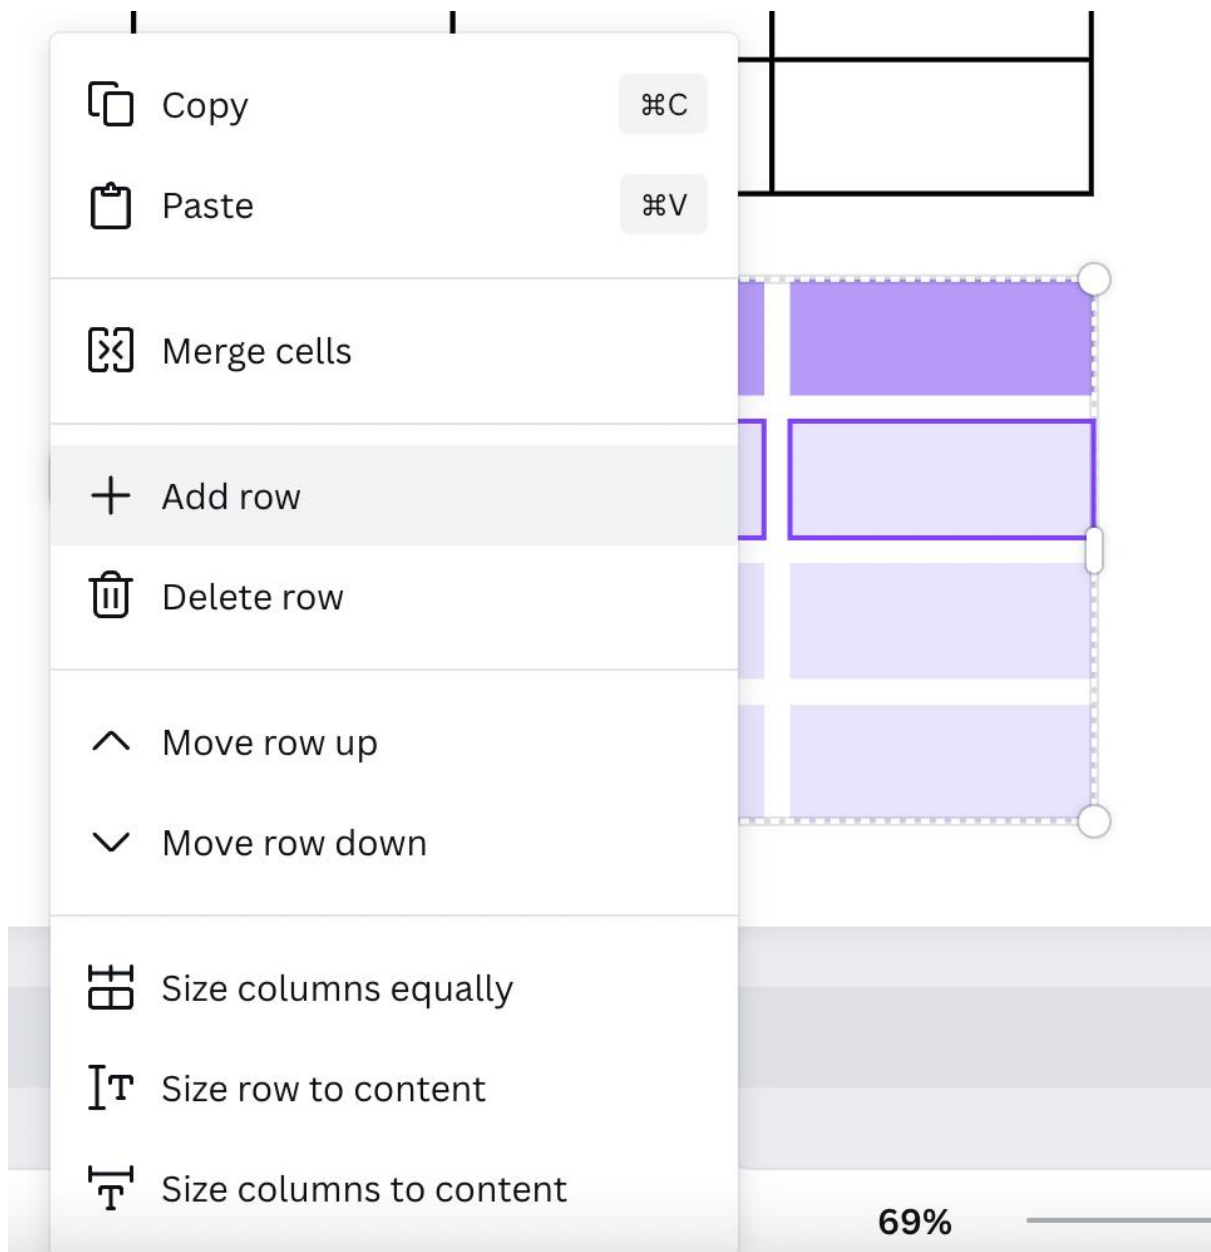 Copy ⌘C
Paste ⌘V
Merge cells
Add row
Delete row
Move row up
Move row down
Size columns equally
Size row to content
Size columns to content
69%